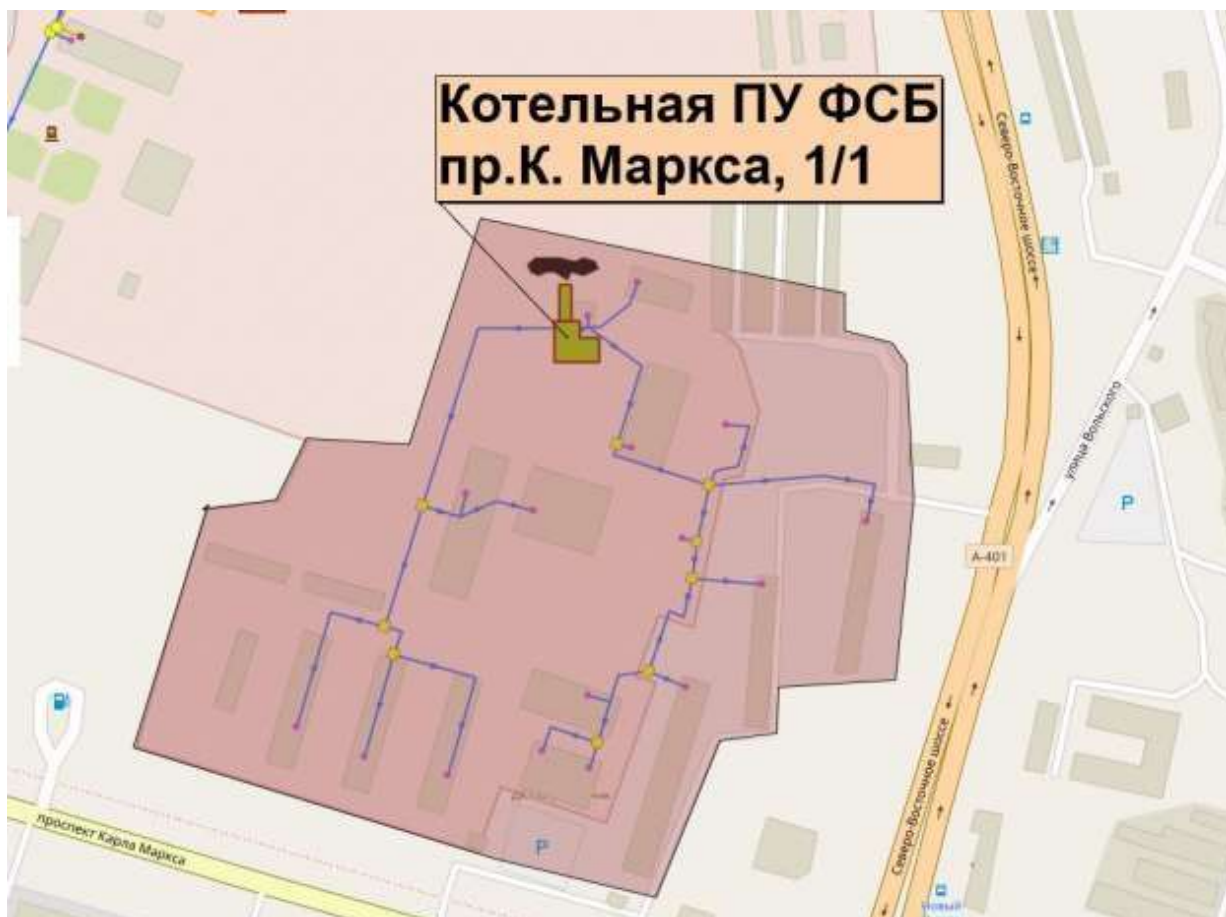 Котельная ПУ ФСБ
пр.К. Маркса, 1/1
Северо-Восточное шоссе
улица Вольского
P
А-401
Северо-Восточное шоссе
проспект Карла Маркса
P
Новый